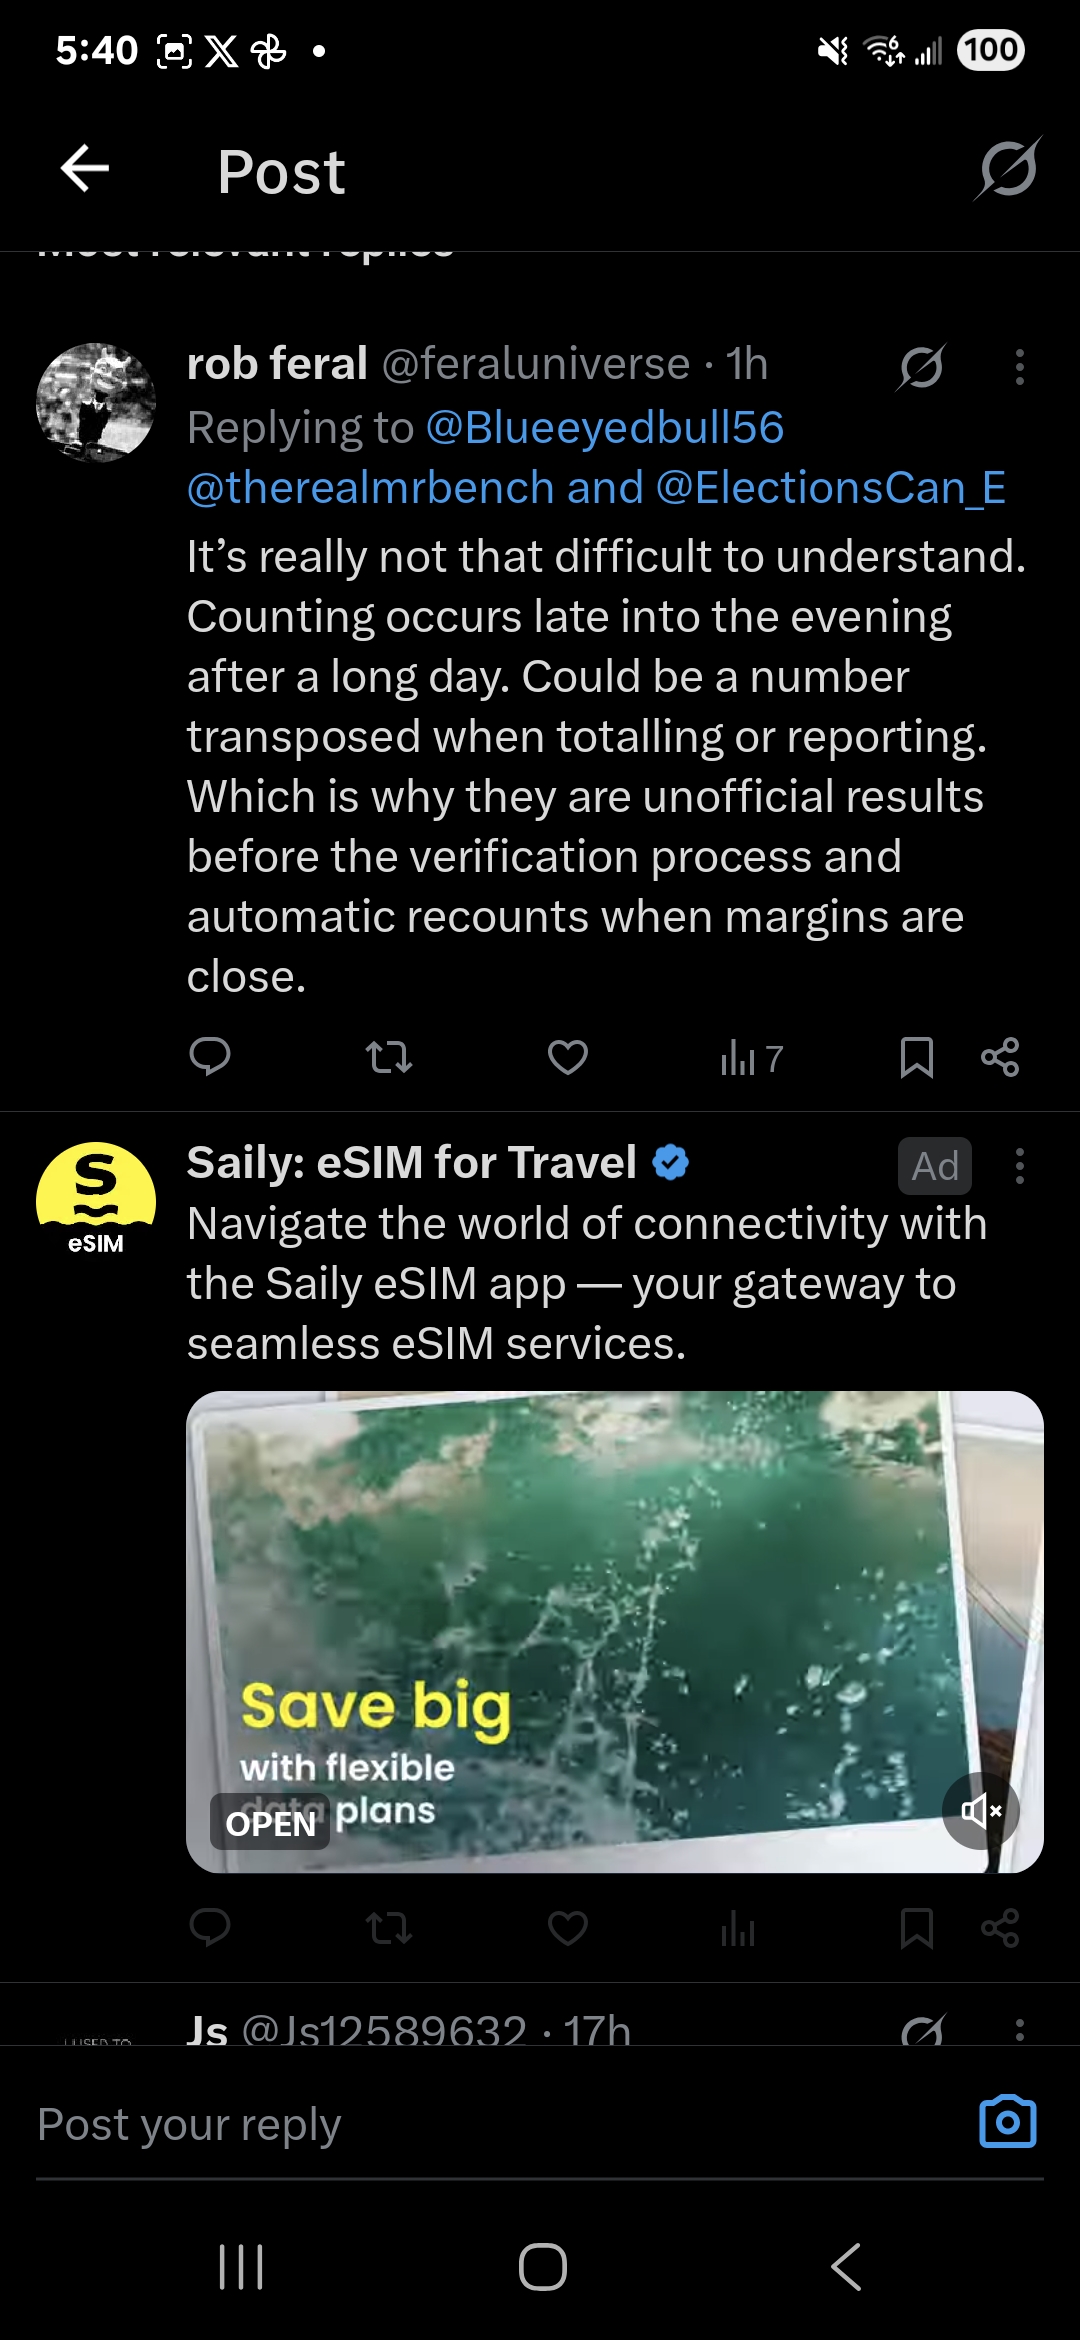 5:40
6
100
Post
Most relevant replies
rob feral @feraluniverse · 1h
Replying to @Blueeyedbull56
@therealmrbench and @ElectionsCan_E
It’s really not that difficult to understand.
Counting occurs late into the evening
after a long day. Could be a number
transposed when totalling or reporting.
Which is why they are unofficial results
before the verification process and
automatic recounts when margins are
close.
7
Saily: eSIM for Travel
Ad
S
eSIM
Navigate the world of connectivity with
the Saily eSIM app — your gateway to
seamless eSIM services.
Save big
with flexible
data plans
OPEN
Js @Js12589632 · 17h
I USED TO
Post your reply